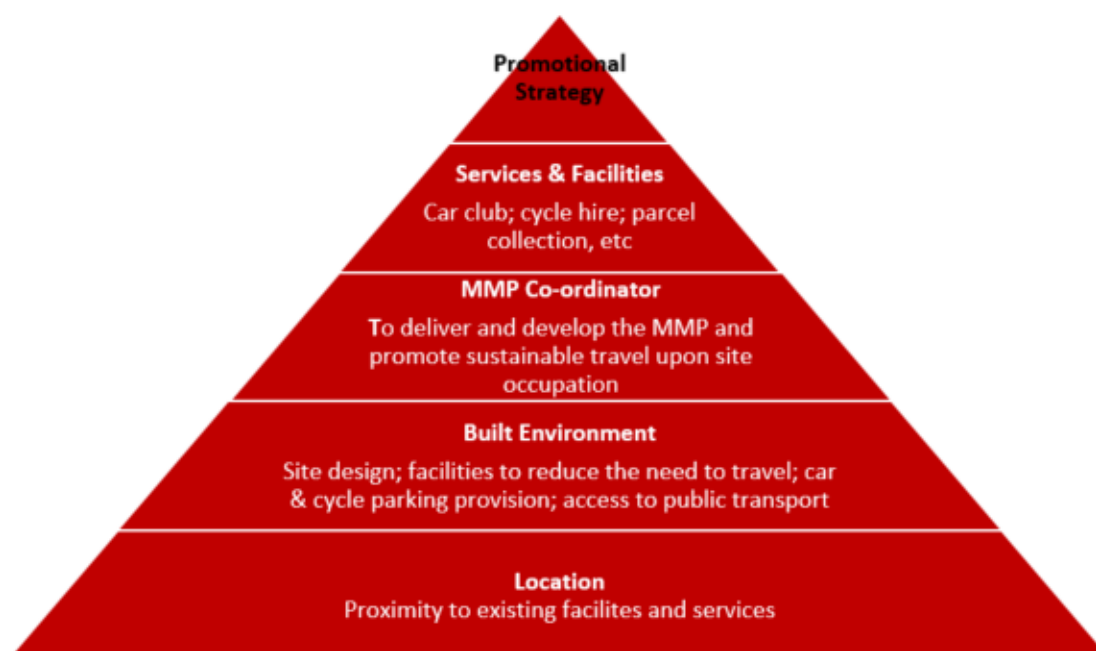 Promotional
Strategy
Services & Facilities
Car club; cycle hire; parcel
collection, etc
MMP Co-ordinator
To deliver and develop the MMP and
promote sustainable travel upon site
occupation
Built Environment
Site design; facilities to reduce the need to travel; car
& cycle parking provision; access to public transport
Location
Proximity to existing facilites and services